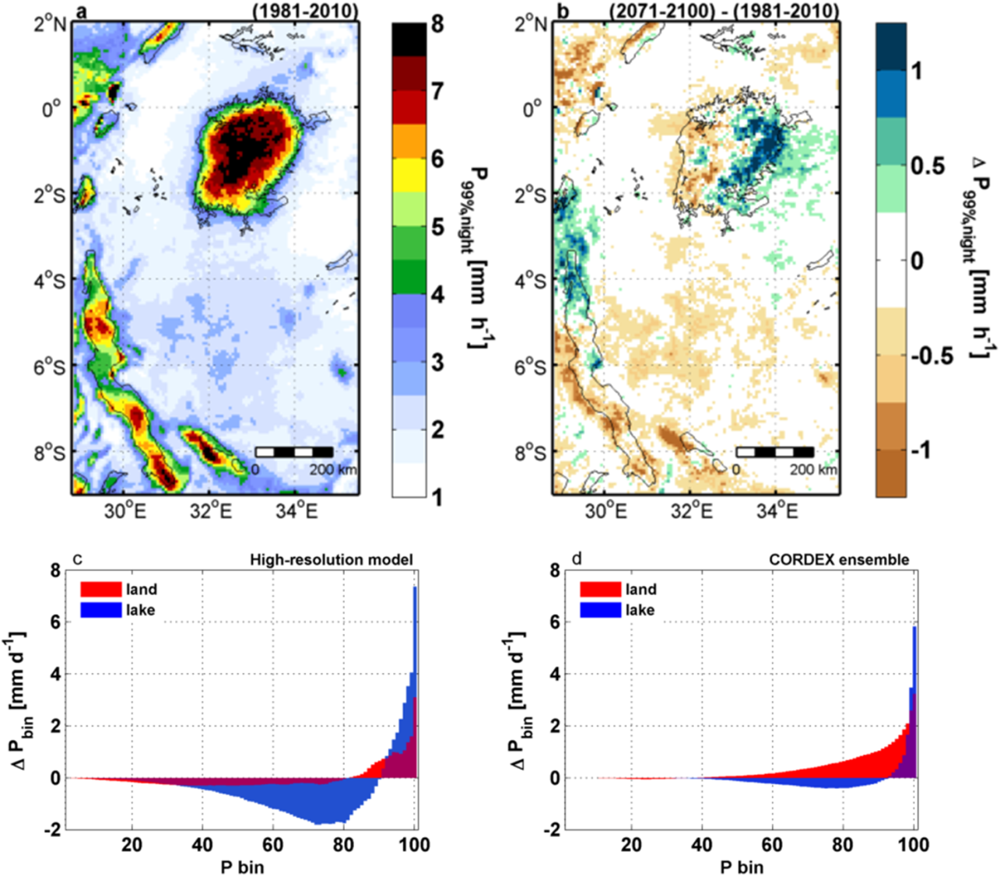 a (1981-2010)
2°N
0°
2°S
4°S
6°S
8°S
30°E 32°E 34°E
0 200 km
8
7
6
5
4
3
2
1
P99%,night [mm h-1]
b (2071-2100) - (1981-2010)
2°N
0°
2°S
4°S
6°S
8°S
30°E 32°E 34°E
0 200 km
1
0.5
0
-0.5
-1
Δ P99%,night [mm h-1]
c High-resolution model
land
lake
8
6
4
2
0
-2
20 40 60 80 100
P bin
Δ Pbin [mm d-1]
d CORDEX ensemble
land
lake
8
6
4
2
0
-2
20 40 60 80 100
P bin
Δ Pbin [mm d-1]